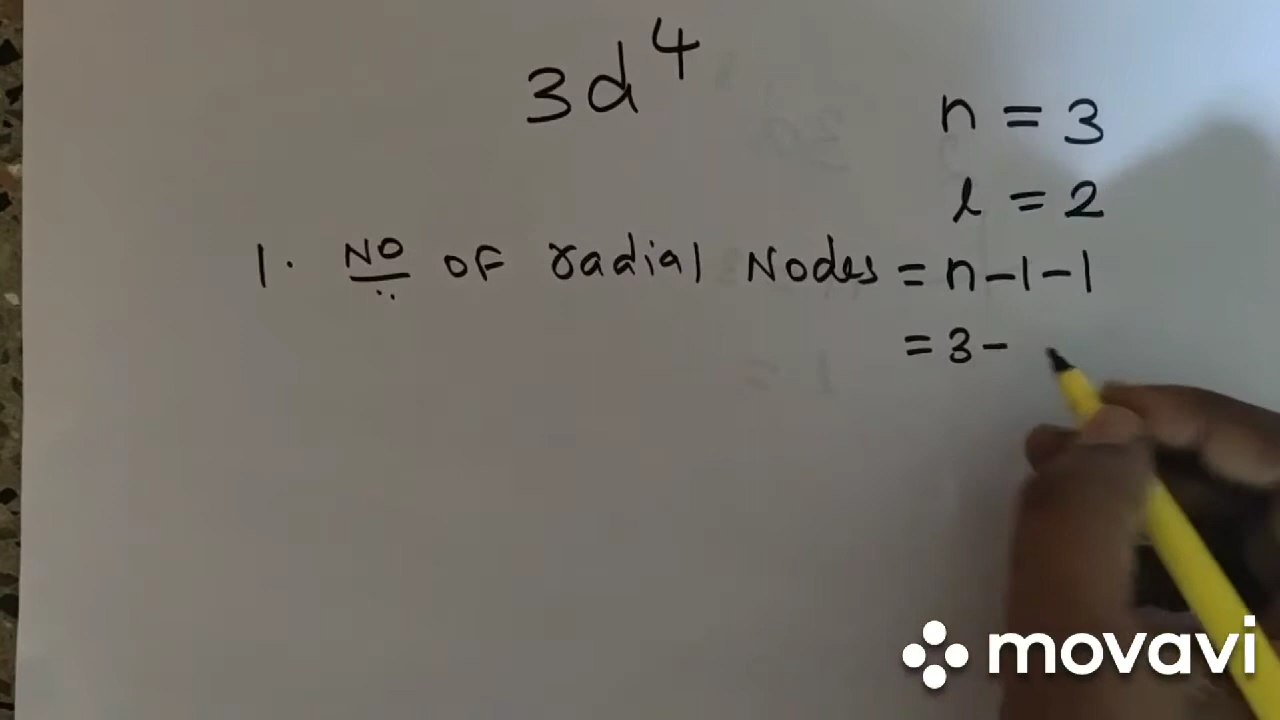 3d⁴
n = 3
l = 2
1. NO of radial Nodes = n-1-1
= 3-
movavi